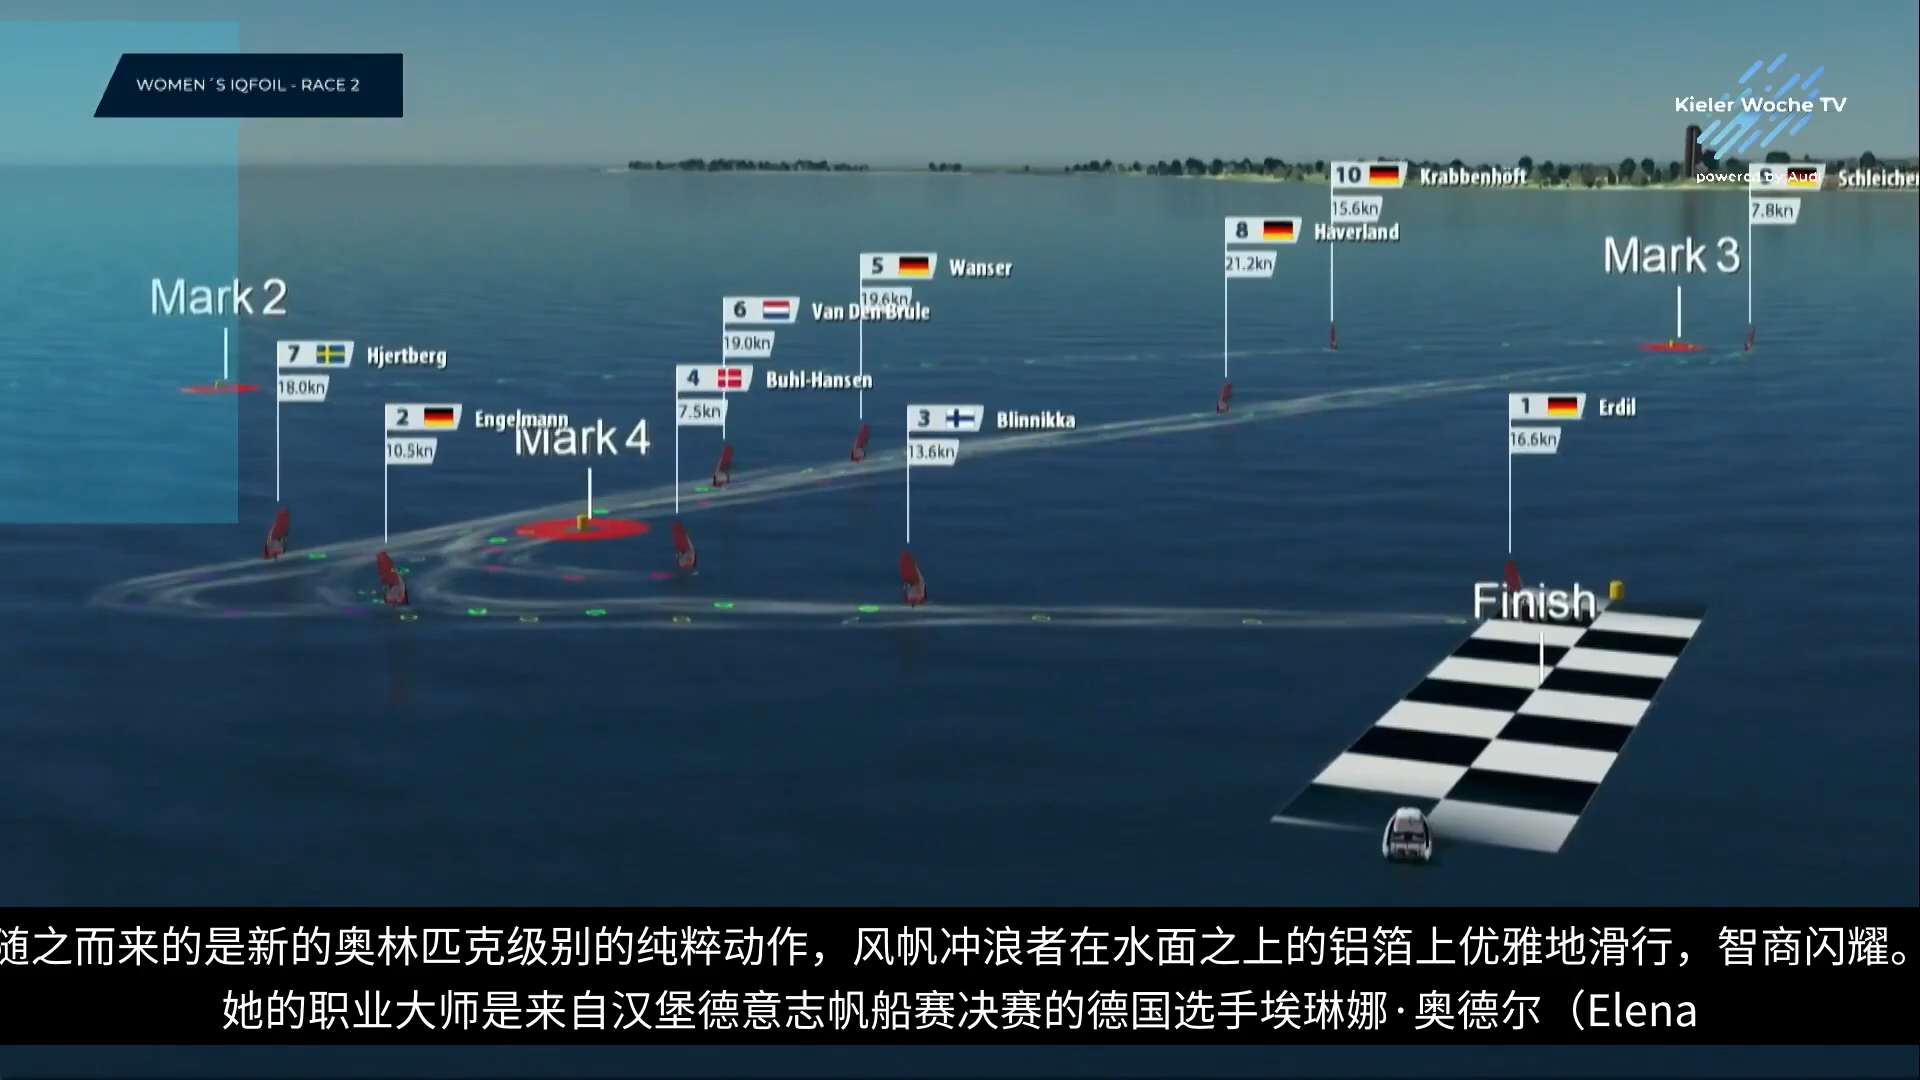 WOMEN´S IQFOIL - RACE 2
Kieler Woche TV
powered by Audi
10 Krabbenhöft
15.6kn
Schleicher
7.8kn
8 Haverland
21.2kn
Mark 3
5 Wanser
19.6kn
Mark 2
6 Van Den Brule
19.0kn
7 Hjertberg
18.0kn
4 Buhl-Hansen
7.5kn
2 Engelmann
10.5kn
Mark 4
3 Blinnikka
13.6kn
1 Erdil
16.6kn
Finish
随之而来的是新的奥林匹克级别的纯粹动作，风帆冲浪者在水面之上的铝箔上优雅地滑行，智商闪耀。
她的职业大师是来自汉堡德意志帆船赛决赛的德国选手埃琳娜·奥德尔（Elena